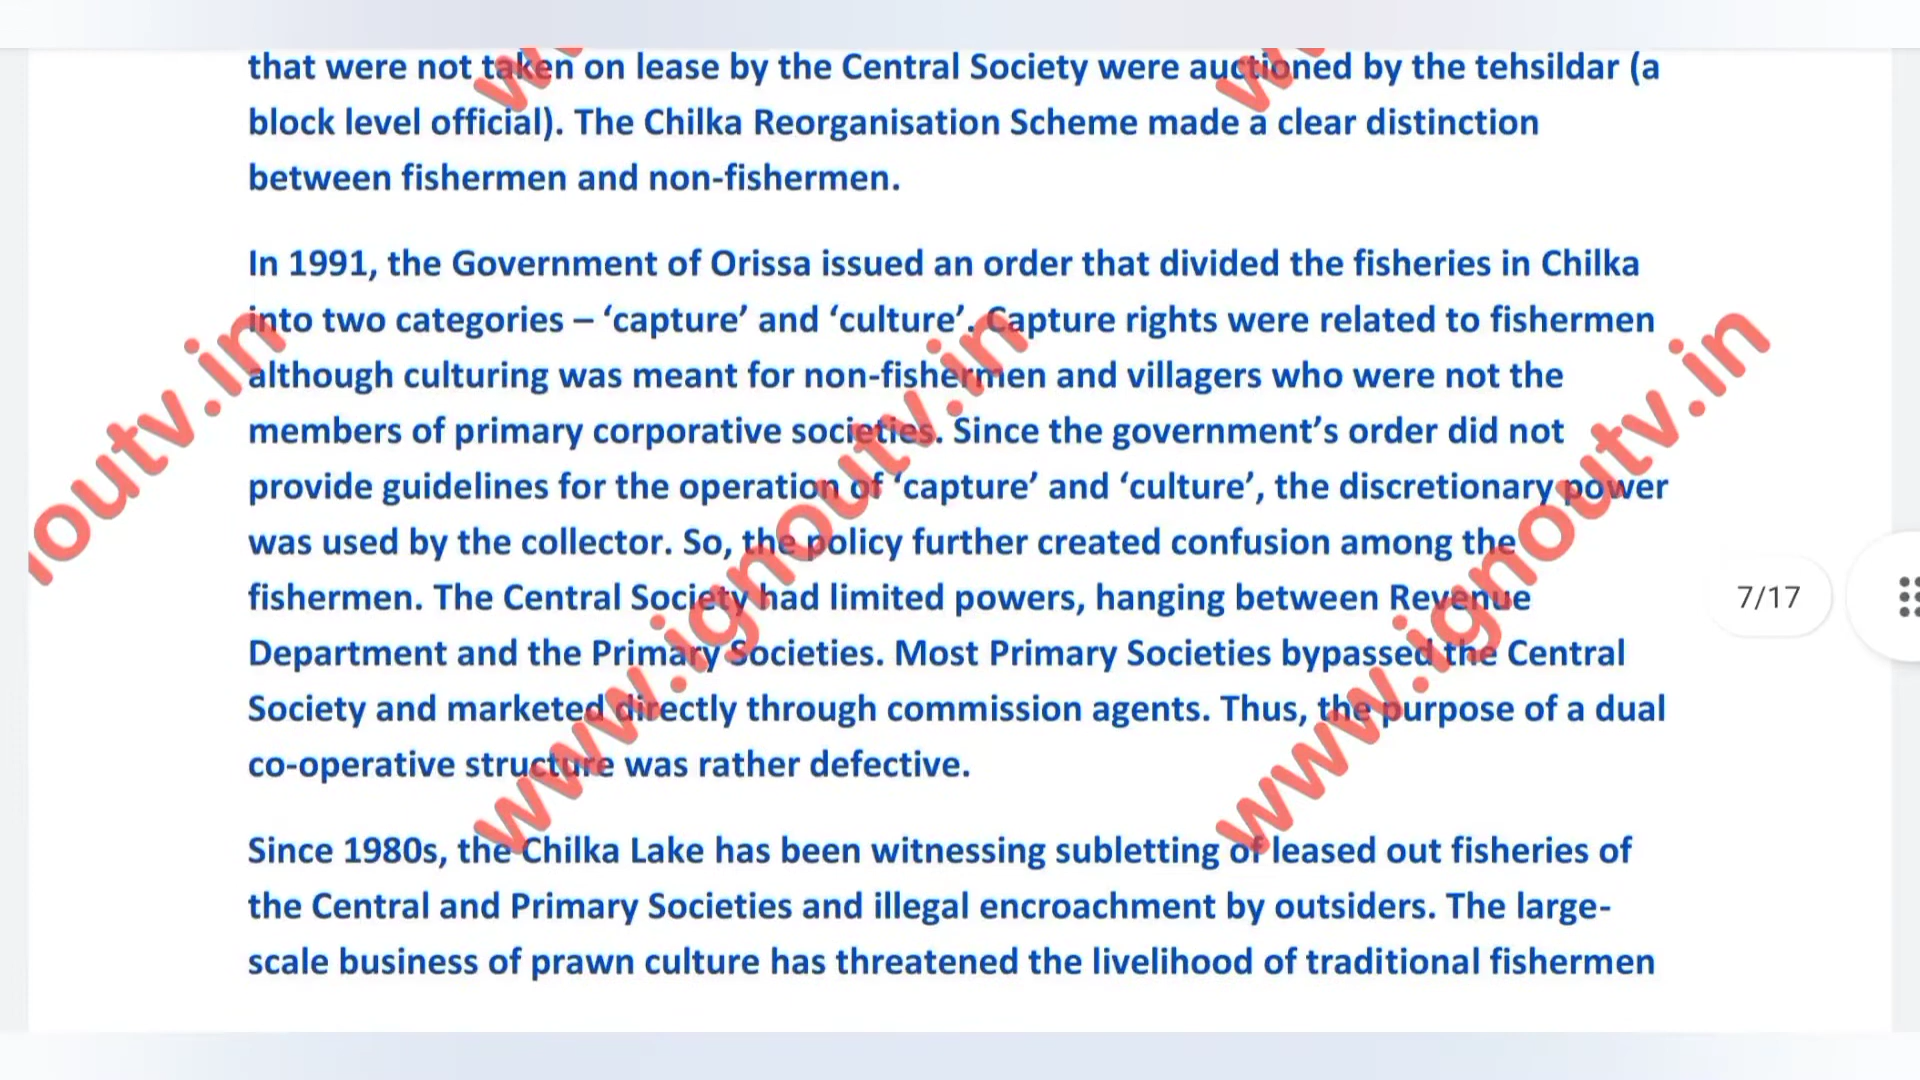 that were not taken on lease by the Central Society were auctioned by the tehsildar (a
block level official). The Chilka Reorganisation Scheme made a clear distinction
between fishermen and non-fishermen.
In 1991, the Government of Orissa issued an order that divided the fisheries in Chilka
into two categories – ‘capture’ and ‘culture’. Capture rights were related to fishermen
although culturing was meant for non-fishermen and villagers who were not the
members of primary corporative societies. Since the government’s order did not
provide guidelines for the operation of ‘capture’ and ‘culture’, the discretionary power
was used by the collector. So, the policy further created confusion among the
fishermen. The Central Society had limited powers, hanging between Revenue
Department and the Primary Societies. Most Primary Societies bypassed the Central
Society and marketed directly through commission agents. Thus, the purpose of a dual
co-operative structure was rather defective.
Since 1980s, the Chilka Lake has been witnessing subletting of leased out fisheries of
the Central and Primary Societies and illegal encroachment by outsiders. The large-
scale business of prawn culture has threatened the livelihood of traditional fishermen
7/17
outv.in
www.ignoutv.in
www.ignoutv.in